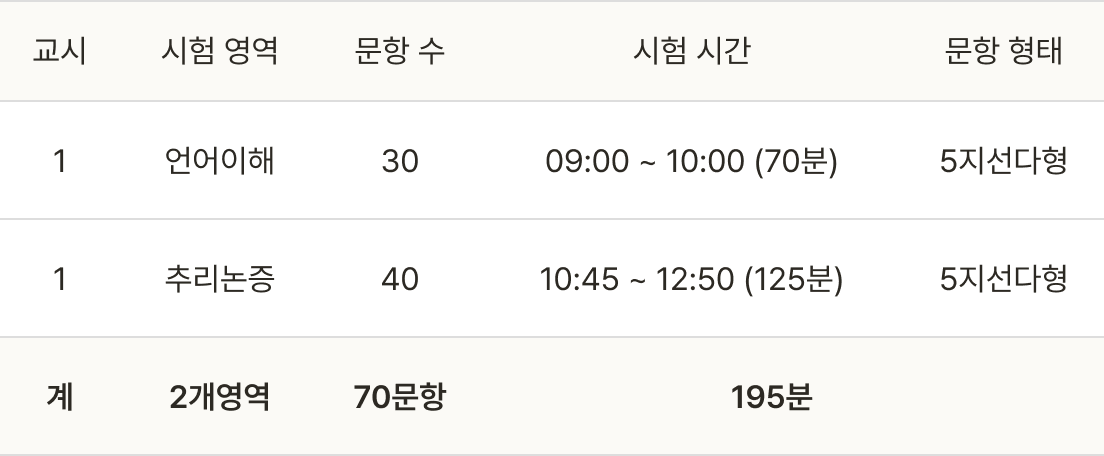 교시 시험 영역 문항 수 시험 시간 문항 형태
1 언어이해 30 09:00 ~ 10:00 (70분) 5지선다형
1 추리논증 40 10:45 ~ 12:50 (125분) 5지선다형
계 2개영역 70문항 195분